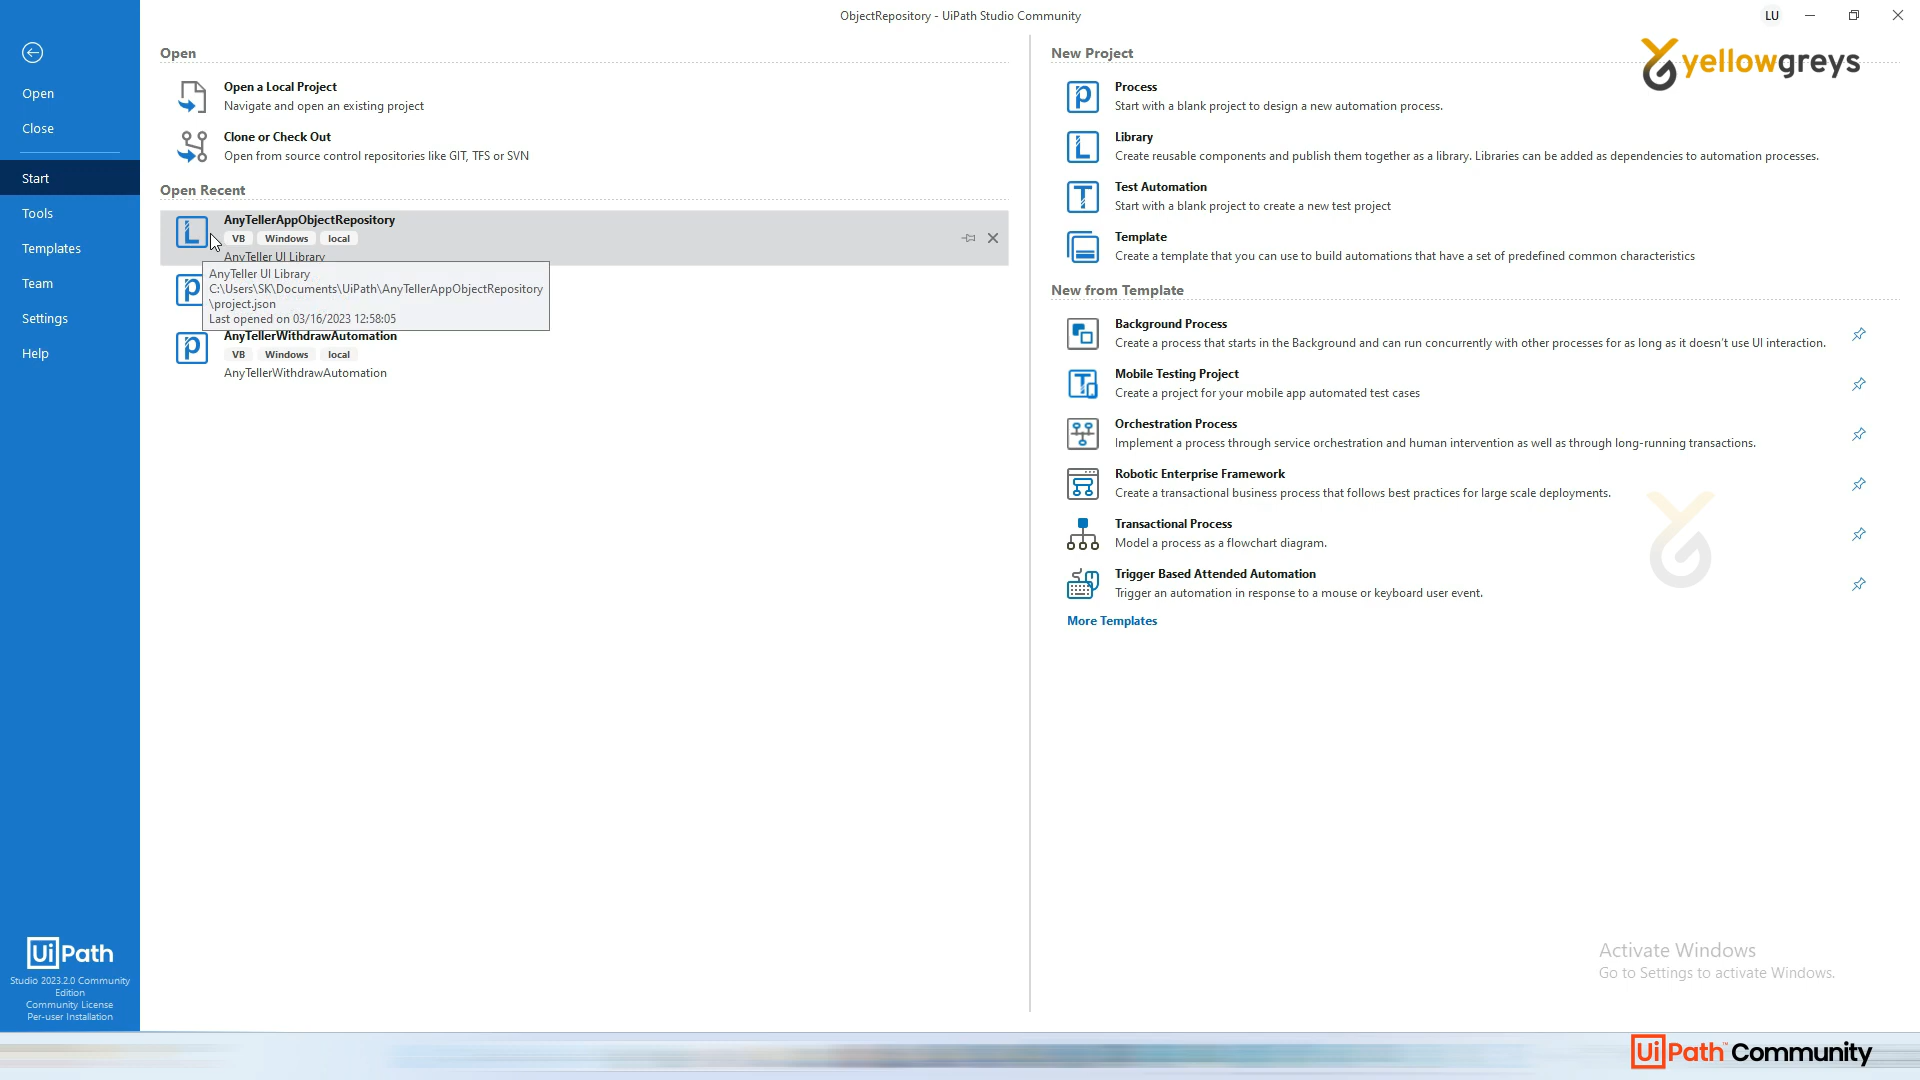 ObjectRepository - UiPath Studio Community
LU
yellowgreys
Open
Close
Start
Tools
Templates
Team
Settings
Help
Open
Open a Local Project
Navigate and open an existing project
Clone or Check Out
Open from source control repositories like GIT, TFS or SVN
Open Recent
AnyTellerAppObjectRepository
VB Windows local
AnyTeller UI Library
AnyTeller UI Library
C:\Users\SK\Documents\UiPath\AnyTellerAppObjectRepository
\project.json
Last opened on 03/16/2023 12:58:05
AnyTellerWithdrawAutomation
VB Windows local
AnyTellerWithdrawAutomation
New Project
Process
Start with a blank project to design a new automation process.
Library
Create reusable components and publish them together as a library. Libraries can be added as dependencies to automation processes.
Test Automation
Start with a blank project to create a new test project
Template
Create a template that you can use to build automations that have a set of predefined common characteristics
New from Template
Background Process
Create a process that starts in the Background and can run concurrently with other processes for as long as it doesn't use UI interaction.
Mobile Testing Project
Create a project for your mobile app automated test cases
Orchestration Process
Implement a process through service orchestration and human intervention as well as through long-running transactions.
Robotic Enterprise Framework
Create a transactional business process that follows best practices for large scale deployments.
Transactional Process
Model a process as a flowchart diagram.
Trigger Based Attended Automation
Trigger an automation in response to a mouse or keyboard user event.
More Templates
Activate Windows
Go to Settings to activate Windows.
UiPath
Studio 2023.2.0 Community
Edition
Community License
Per-user Installation
UiPath™ Community